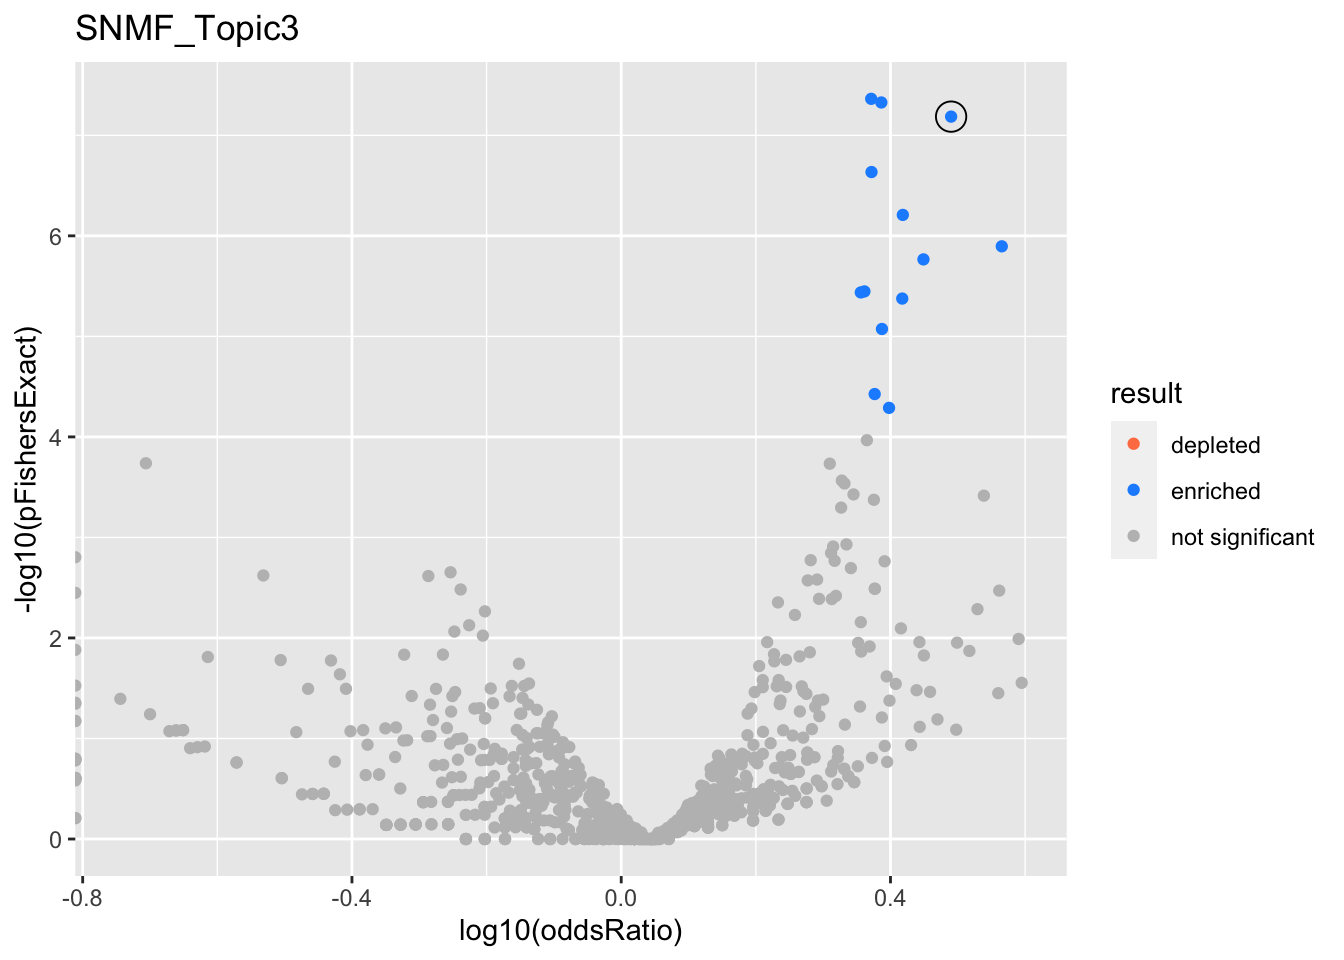 SNMF_Topic3
-log10(pFishersExact)
6
4
2
0
-0.8
-0.4
0.0
0.4
log10(oddsRatio)
result
depleted
enriched
not significant